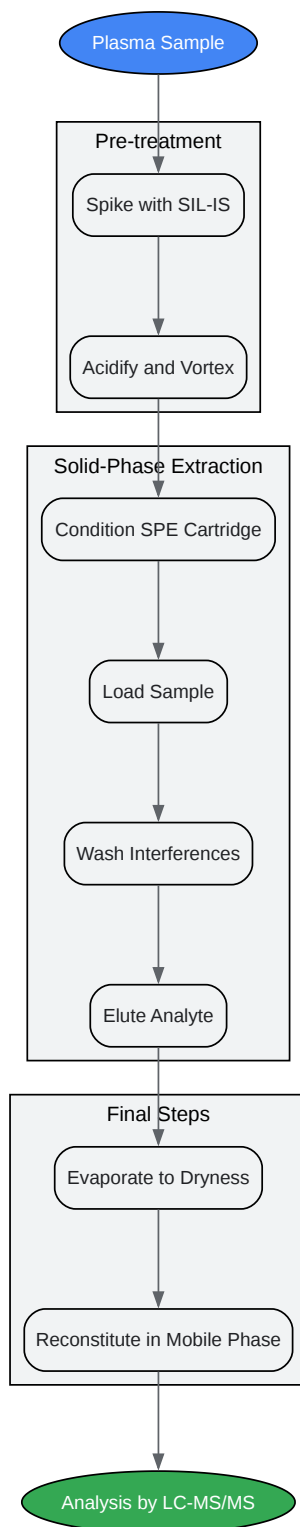 Plasma Sample
Pre-treatment
Spike with SIL-IS
Acidify and Vortex
Solid-Phase Extraction
Condition SPE Cartridge
Load Sample
Wash Interferences
Elute Analyte
Final Steps
Evaporate to Dryness
Reconstitute in Mobile Phase
Analysis by LC-MS/MS